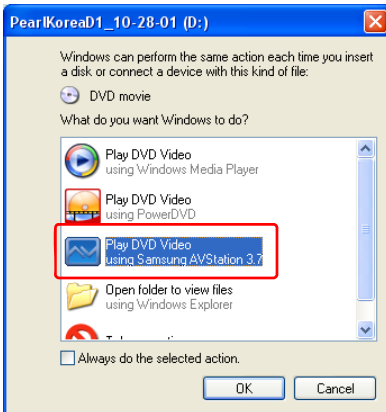 PearlKoreaD1_10-28-01 (D:)
Windows can perform the same action each time you insert
a disk or connect a device with this kind of file:
DVD movie
What do you want Windows to do?
Play DVD Video
using Windows Media Player
Play DVD Video
using PowerDVD
Play DVD Video
using Samsung AVStation 3.7
Open folder to view files
using Windows Explorer
Always do the selected action.
OK
Cancel